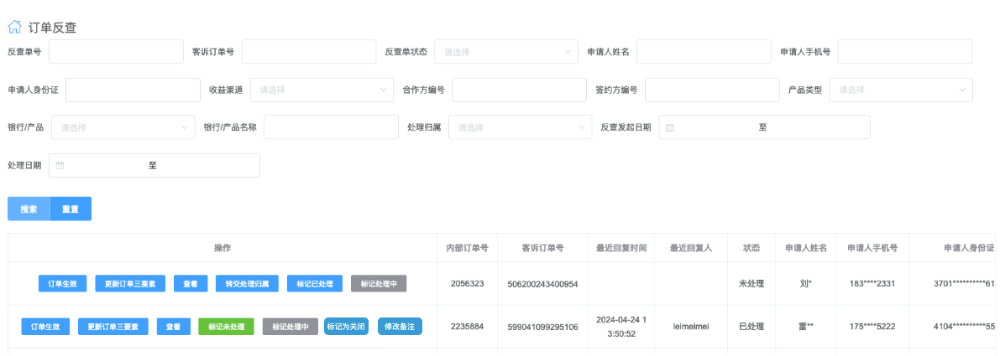 订单反查
反查单号 客诉订单号 反查单状态 请选择 申请人姓名 申请人手机号
申请人身份证 收益渠道 请选择 合作方编号 签约方编号 产品类型 请选择
银行/产品 请选择 银行/产品名称 处理归属 请选择 反查发起日期 至
处理日期 至
搜索 重置
操作 内部订单号 客诉订单号 最近回复时间 最近回复人 状态 申请人姓名 申请人手机号 申请人身份证
订单生效 更新订单三要素 查看 转交处理归属 标记已处理 标记处理中 2056323 506200243400954 未处理 刘* 183****2331 3701**********61
订单生效 更新订单三要素 查看 标记未处理 标记处理中 标记为关闭 修改备注 2235884 599041099295106 2024-04-24 1 leimeimei 已处理 雷** 175****5222 4104**********55
3:50:52